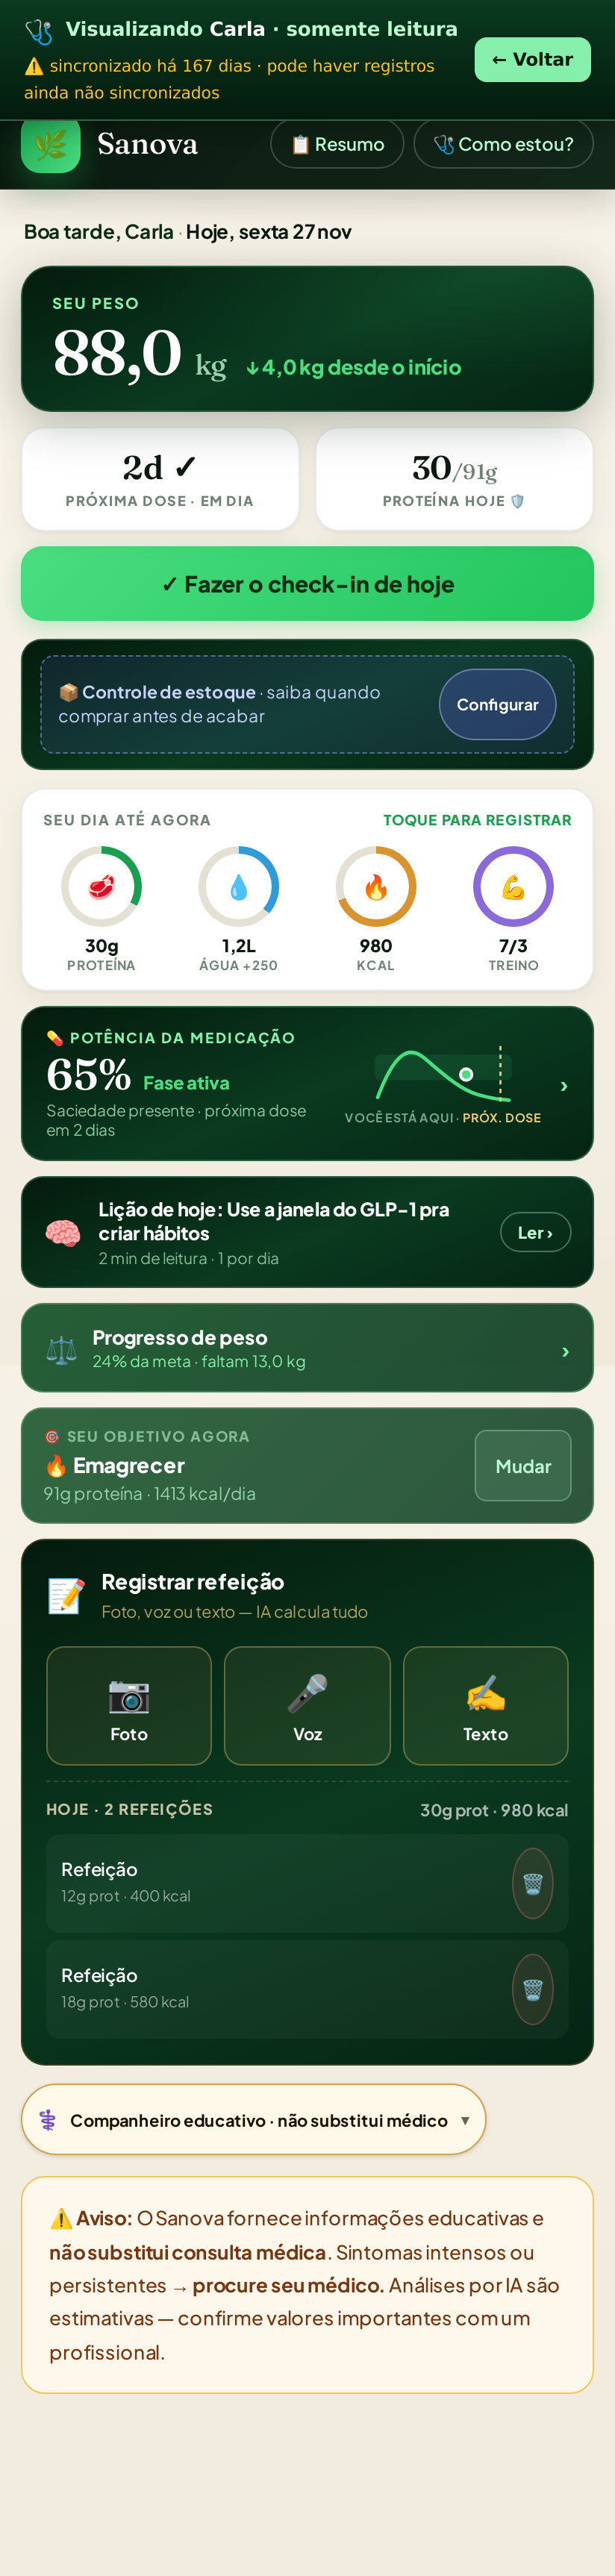 🩺 Visualizando Carla · somente leitura
⚠️ sincronizado há 167 dias · pode haver registros
ainda não sincronizados
← Voltar
🌿 Sanova
📋 Resumo
🩺 Como estou?
Boa tarde, Carla · Hoje, sexta 27 nov
SEU PESO
88,0 kg ↓ 4,0 kg desde o início
2d ✓
PRÓXIMA DOSE · EM DIA
30/91g
PROTEÍNA HOJE 🛡️
✓ Fazer o check-in de hoje
📦 Controle de estoque · saiba quando
comprar antes de acabar
Configurar
SEU DIA ATÉ AGORA
TOQUE PARA REGISTRAR
30g
PROTEÍNA
1,2L
ÁGUA +250
980
KCAL
7/3
TREINO
💊 POTÊNCIA DA MEDICAÇÃO
65% Fase ativa
Saciedade presente · próxima dose
em 2 dias
VOCÊ ESTÁ AQUI · PRÓX. DOSE
›
Lição de hoje: Use a janela do GLP-1 pra
criar hábitos
2 min de leitura · 1 por dia
Ler ›
Progresso de peso
24% da meta · faltam 13,0 kg
›
🎯 SEU OBJETIVO AGORA
🔥 Emagrecer
91g proteína · 1413 kcal/dia
Mudar
Registrar refeição
Foto, voz ou texto — IA calcula tudo
Foto
Voz
Texto
HOJE · 2 REFEIÇÕES
30g prot · 980 kcal
Refeição
12g prot · 400 kcal
Refeição
18g prot · 580 kcal
⚕️ Companheiro educativo · não substitui médico ▾
⚠️ Aviso: O Sanova fornece informações educativas e
não substitui consulta médica. Sintomas intensos ou
persistentes → procure seu médico. Análises por IA são
estimativas — confirme valores importantes com um
profissional.